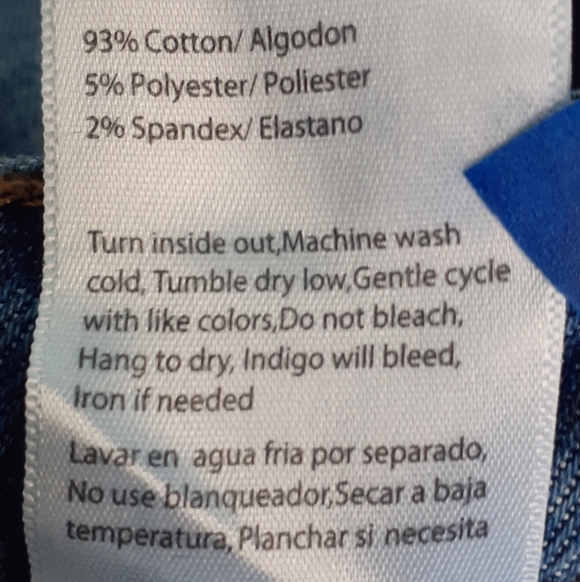 93% Cotton/ Algodon
5% Polyester/ Poliester
2% Spandex/ Elastano
Turn inside out,Machine wash
cold, Tumble dry low,Gentle cycle
with like colors,Do not bleach,
Hang to dry, Indigo will bleed,
Iron if needed
Lavar en agua fria por separado,
No use blanqueador,Secar a baja
temperatura, Planchar si necesita